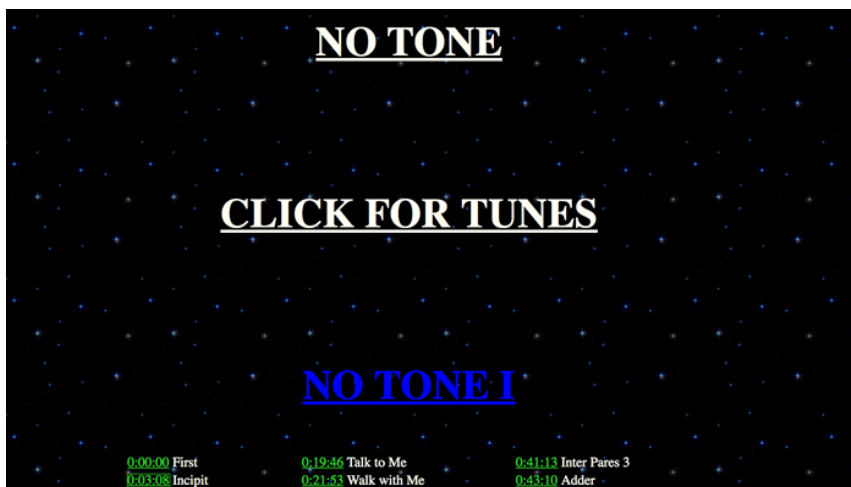 NO TONE
CLICK FOR TUNES
NO TONE I
0:00:00 First 0:19:46 Talk to Me 0:41:13 Inter Pares 3
0:03:08 Incipit 0:21:53 Walk with Me 0:43:10 Adder